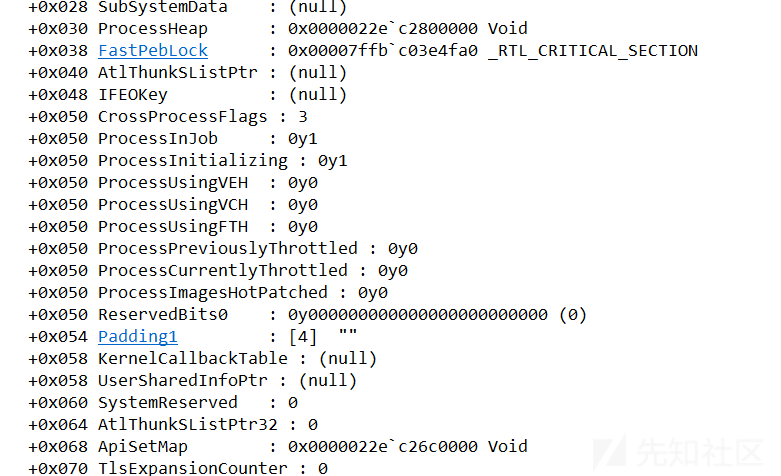 +0x028 SubSystemData    : (null)
+0x030 ProcessHeap      : 0x0000022e`c2800000 Void
+0x038 FastPebLock      : 0x00007ffb`c03e4fa0 _RTL_CRITICAL_SECTION
+0x040 AtlThunkSListPtr : (null)
+0x048 IFEOKey          : (null)
+0x050 CrossProcessFlags : 3
+0x050 ProcessInJob     : 0y1
+0x050 ProcessInitializing : 0y1
+0x050 ProcessUsingVEH  : 0y0
+0x050 ProcessUsingVCH  : 0y0
+0x050 ProcessUsingFTH  : 0y0
+0x050 ProcessPreviouslyThrottled : 0y0
+0x050 ProcessCurrentlyThrottled : 0y0
+0x050 ProcessImagesHotPatched : 0y0
+0x050 ReservedBits0    : 0y000000000000000000000000 (0)
+0x054 Padding1         : [4]  ""
+0x058 KernelCallbackTable : (null)
+0x058 UserSharedInfoPtr : (null)
+0x060 SystemReserved   : 0
+0x064 AtlThunkSListPtr32 : 0
+0x068 ApiSetMap        : 0x0000022e`c26c0000 Void
+0x070 TlsExpansionCounter : 0
先知社区